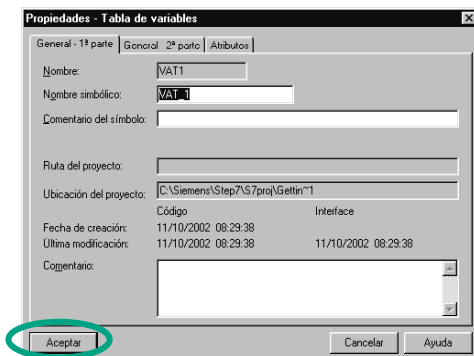 Propiedades - Tabla de variables
General - 1ª parte General 2ª parte Atributos
Nombre: VAT1
Nombre simbólico: VAT_1
Comentario del símbolo:
Ruta del proyecto:
Ubicación del proyecto: C:\Siemens\Step7\S7proj\Gettin~1
Código Interface
Fecha de creación: 11/10/2002 08:29:38
Última modificación: 11/10/2002 08:29:38 11/10/2002 08:29:38
Comentario:
Aceptar Cancelar Ayuda